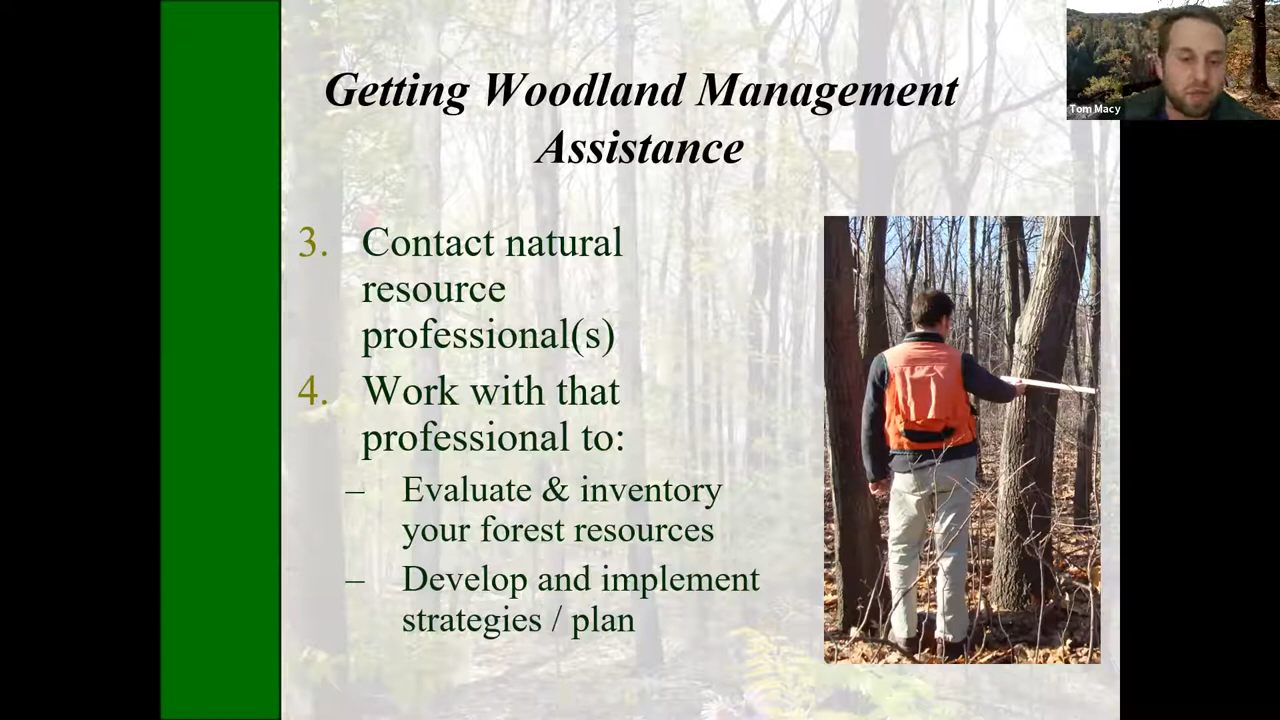 Getting Woodland Management
Assistance
Tom Macy
3. Contact natural
resource
professional(s)
4. Work with that
professional to:
– Evaluate & inventory
your forest resources
– Develop and implement
strategies / plan